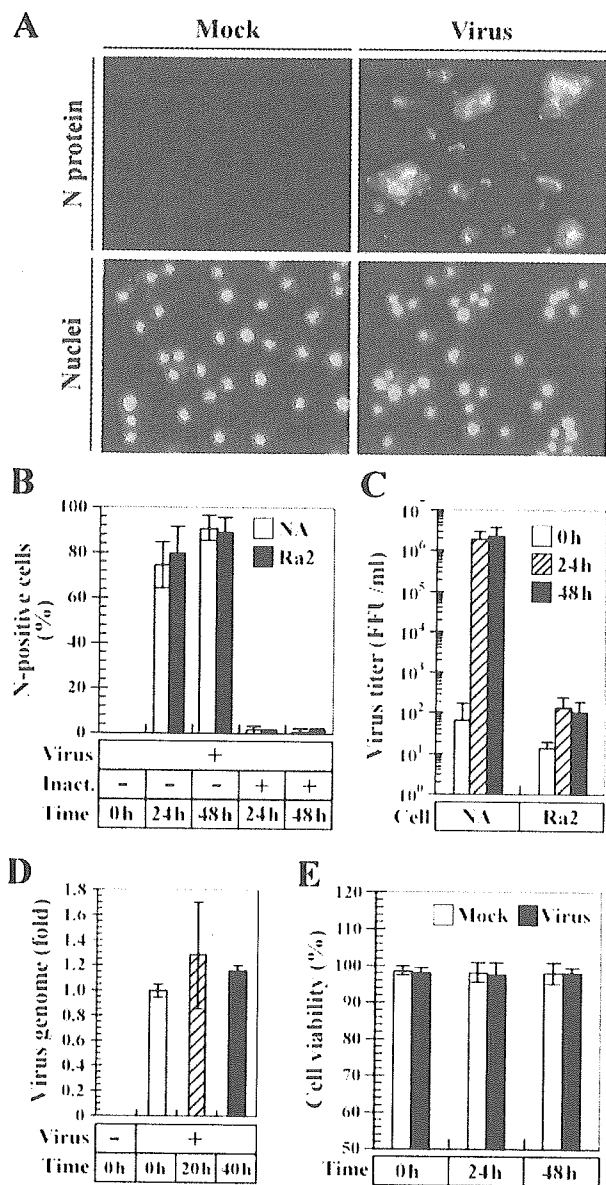 A
Mock
Virus
N protein
Nuclei
B
N-positive cells
(%)
100
80
60
40
20
0
NA
Ra2
Virus
+
Inact.
-
-
-
+
+
Time
0h
24h
48h
24h
48h
C
Virus titer (FFU/ml)
10⁷
10⁶
10⁵
10⁴
10³
10²
10¹
10⁰
0h
24h
48h
Cell
NA
Ra2
D
Virus genome (fold)
1.8
1.6
1.4
1.2
1.0
0.8
0.6
0.4
0.2
0
Virus
-
+
Time
0h
0h
20h
40h
E
Cell viability (%)
120
110
100
90
80
70
60
50
Mock
Virus
Time
0h
24h
48h